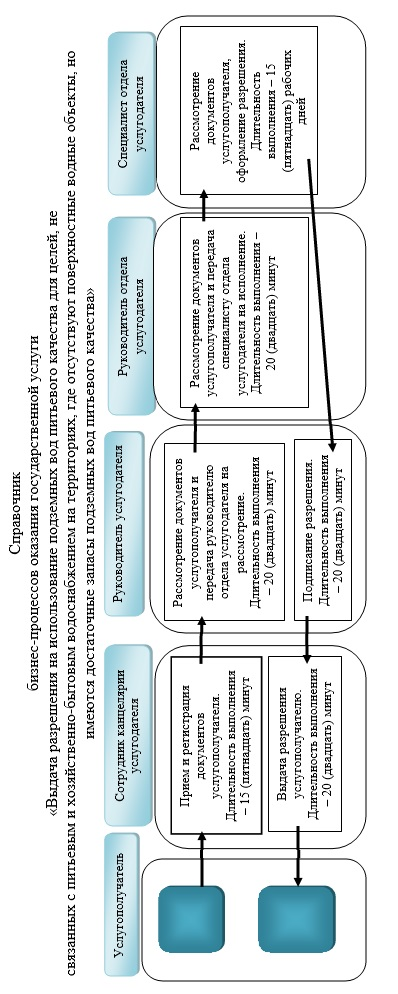 Справочник
бизнес-процессов оказания государственной услуги
«Выдача разрешения на использование подземных вод питьевого качества для целей, не
связанных с питьевым и хозяйственно-бытовым водоснабжением на территориях, где отсутствуют поверхностные водные объекты, но
имеются достаточные запасы подземных вод питьевого качества»
Услугополучатель
Сотрудник канцелярии
услугодателя
Руководитель услугодателя
Руководитель отдела
услугодателя
Специалист отдела
услугодателя
Прием и регистрация
документов
услугополучателя.
Длительность выполнения
– 15 (пятнадцать) минут
Рассмотрение документов
услугополучателя и
передача руководителю
отдела услугодателя на
рассмотрение.
Длительность выполнения
– 20 (двадцать) минут
Рассмотрение документов
услугополучателя и передача
специалисту отдела
услугодателя на исполнение.
Длительность выполнения –
20 (двадцать) минут
Рассмотрение
документов
услугополучателя,
оформление разрешения.
Длительность
выполнения – 15
(пятнадцать) рабочих
дней
Подписание разрешения.
Длительность выполнения
– 20 (двадцать) минут
Выдача разрешения
услугополучателю.
Длительность выполнения
– 20 (двадцать) минут